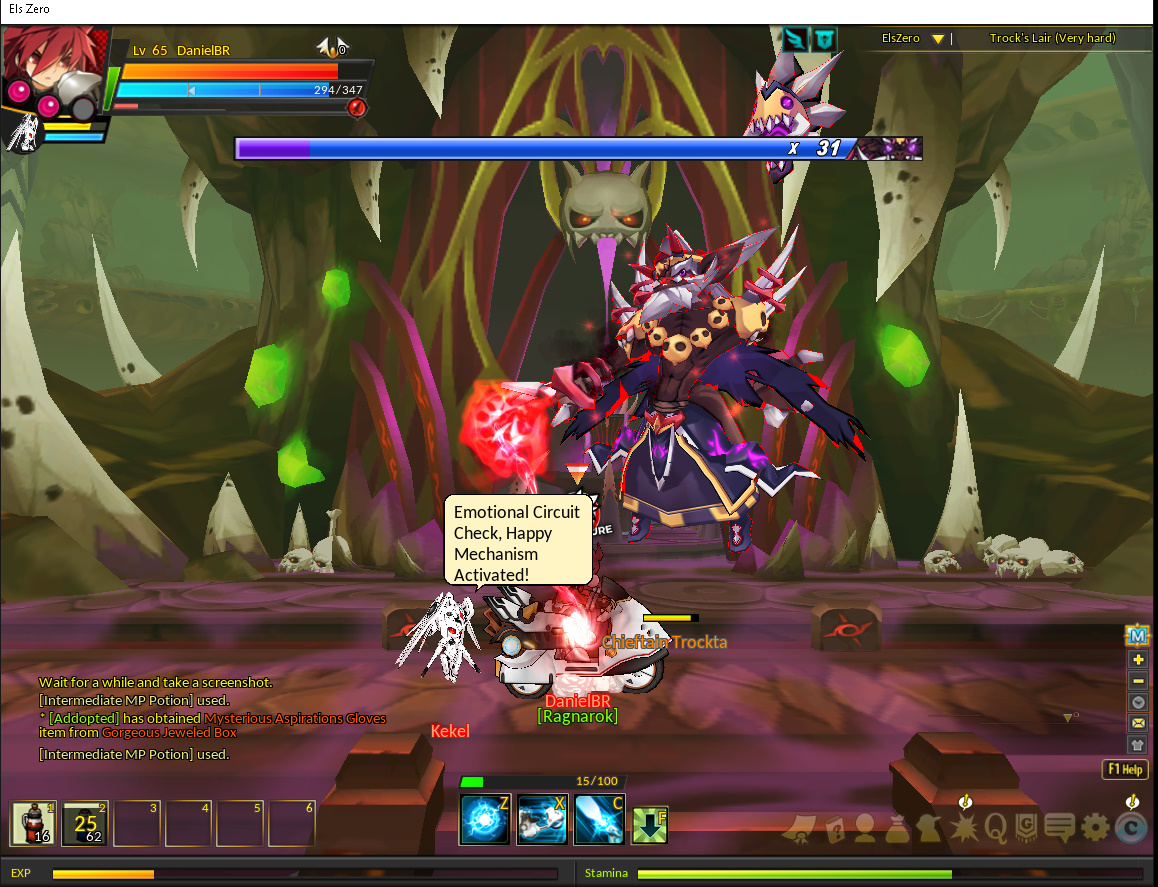 Els Zero
Lv 65 DanielBR
0
ElsZero
Trock's Lair (Very hard)
294/347
x 31
URE
Emotional Circuit
Check, Happy
Mechanism
Activated!
Chieftain Trockta
M
Wait for a while and take a screenshot.
[Intermediate MP Potion] used.
* [Addopted] has obtained Mysterious Aspirations Gloves
item from Gorgeous Jeweled Box
[Intermediate MP Potion] used.
DanielBR
[Ragnarok]
Kekel
F1 Help
15/100
1 2 3 4 5 6
16 25 62
Z X C F
EXP
Stamina